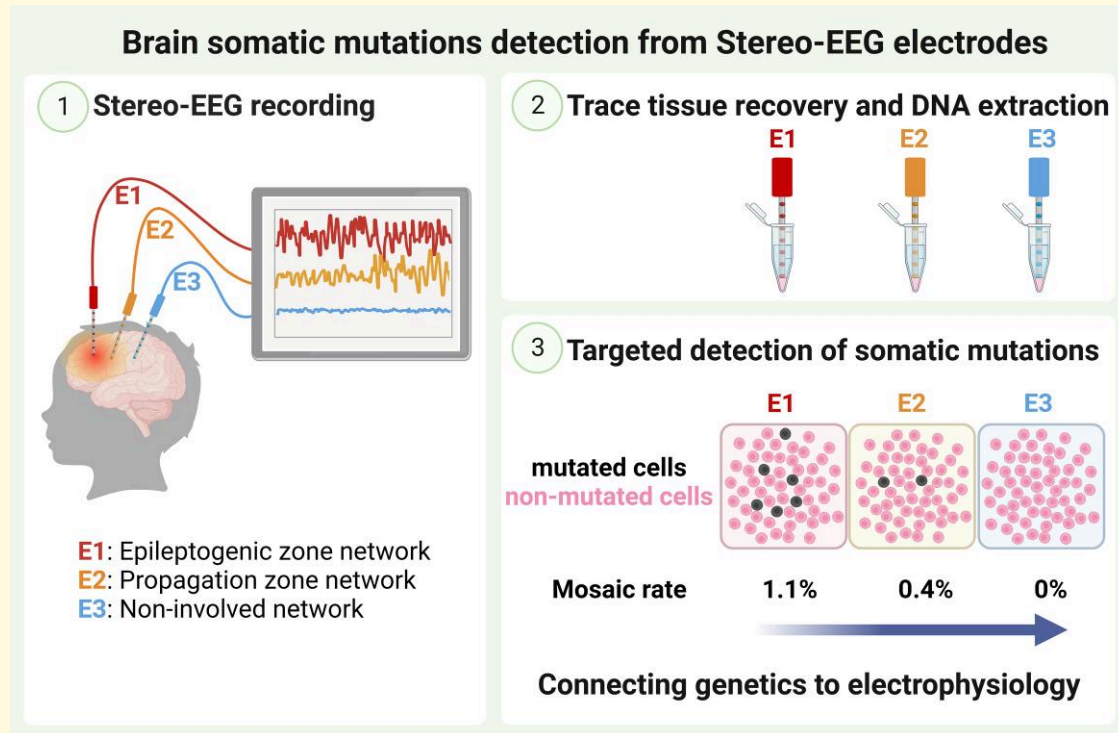 Brain somatic mutations detection from Stereo-EEG electrodes
1 Stereo-EEG recording
E1
E2
E3
E1: Epileptogenic zone network
E2: Propagation zone network
E3: Non-involved network
2 Trace tissue recovery and DNA extraction
E1 E2 E3
3 Targeted detection of somatic mutations
E1 E2 E3
mutated cells
non-mutated cells
Mosaic rate 1.1% 0.4% 0%
Connecting genetics to electrophysiology